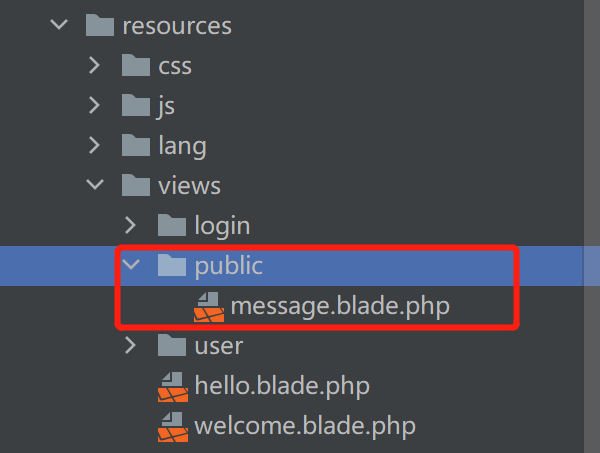 resources
css
js
lang
views
login
public
message.blade.php
user
hello.blade.php
welcome.blade.php